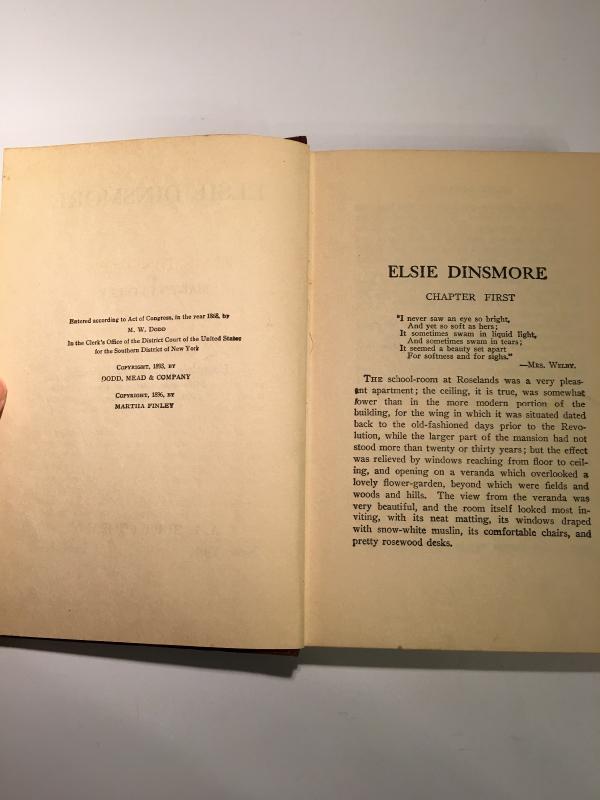 Entered according to Act of Congress, in the year 1868, by
M. W. Dodd
In the Clerk's Office of the District Court of the United States
for the Southern District of New York
Copyright, 1893, by
DODD, MEAD & COMPANY
Copyright, 1896, by
MARTHA FINLEY
ELSIE DINSMORE
CHAPTER FIRST
"I never saw an eye so bright,
And yet so soft as hers;
It sometimes swam in liquid light,
And sometimes swam in tears;
It seemed a beauty set apart
For softness and for sighs."
—Mrs. Welby.
The school-room at Roselands was a very pleas-
ant apartment; the ceiling, it is true, was somewhat
lower than in the more modern portion of the
building, for the wing in which it was situated dated
back to the old-fashioned days prior to the Revo-
lution, while the larger part of the mansion had not
stood more than twenty or thirty years; but the effect
was relieved by windows reaching from floor to ceil-
ing, and opening on a veranda which overlooked a
lovely flower-garden, beyond which were fields and
woods and hills. The view from the veranda was
very beautiful, and the room itself looked most in-
viting, with its neat matting, its windows draped
with snow-white muslin, its comfortable chairs, and
pretty rosewood desks.